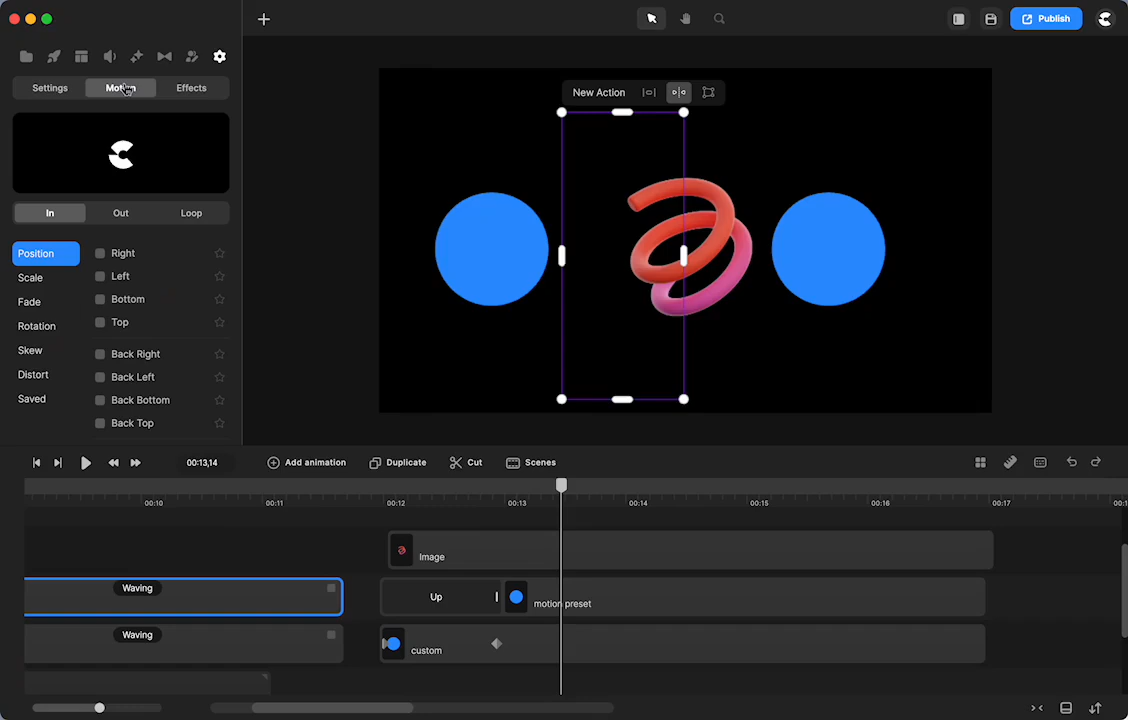 Publish
Settings
Motion
Effects
New Action
In
Out
Loop
Position
Scale
Fade
Rotation
Skew
Distort
Saved
Right
Left
Bottom
Top
Back Right
Back Left
Back Bottom
Back Top
00:13,14
Add animation
Duplicate
Cut
Scenes
00:10
00:11
00:12
00:13
00:14
00:15
00:16
00:17
Image
Waving
Up
motion preset
Waving
custom